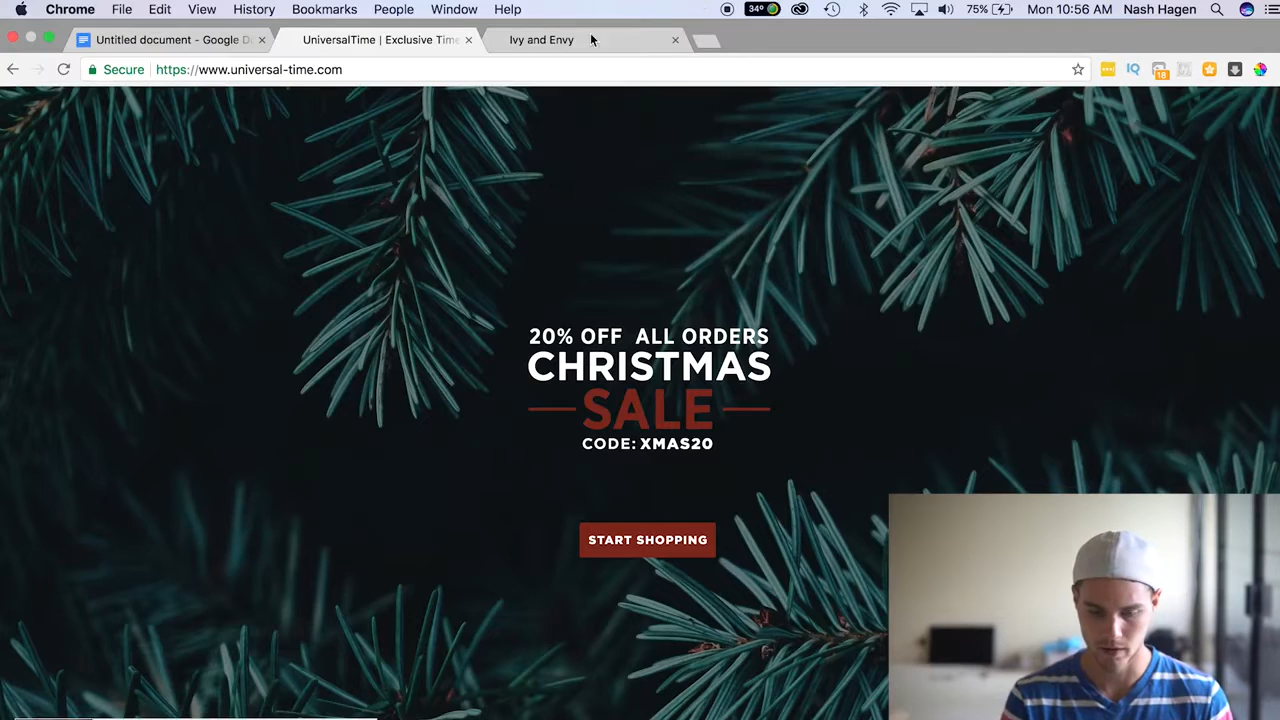 Chrome File Edit View History Bookmarks People Window Help 34° 75% Mon 10:56 AM Nash Hagen
Untitled document - Google D UniversalTime | Exclusive Time Ivy and Envy
Secure https://www.universal-time.com IQ 18
20% OFF ALL ORDERS
CHRISTMAS
SALE
CODE: XMAS20
START SHOPPING